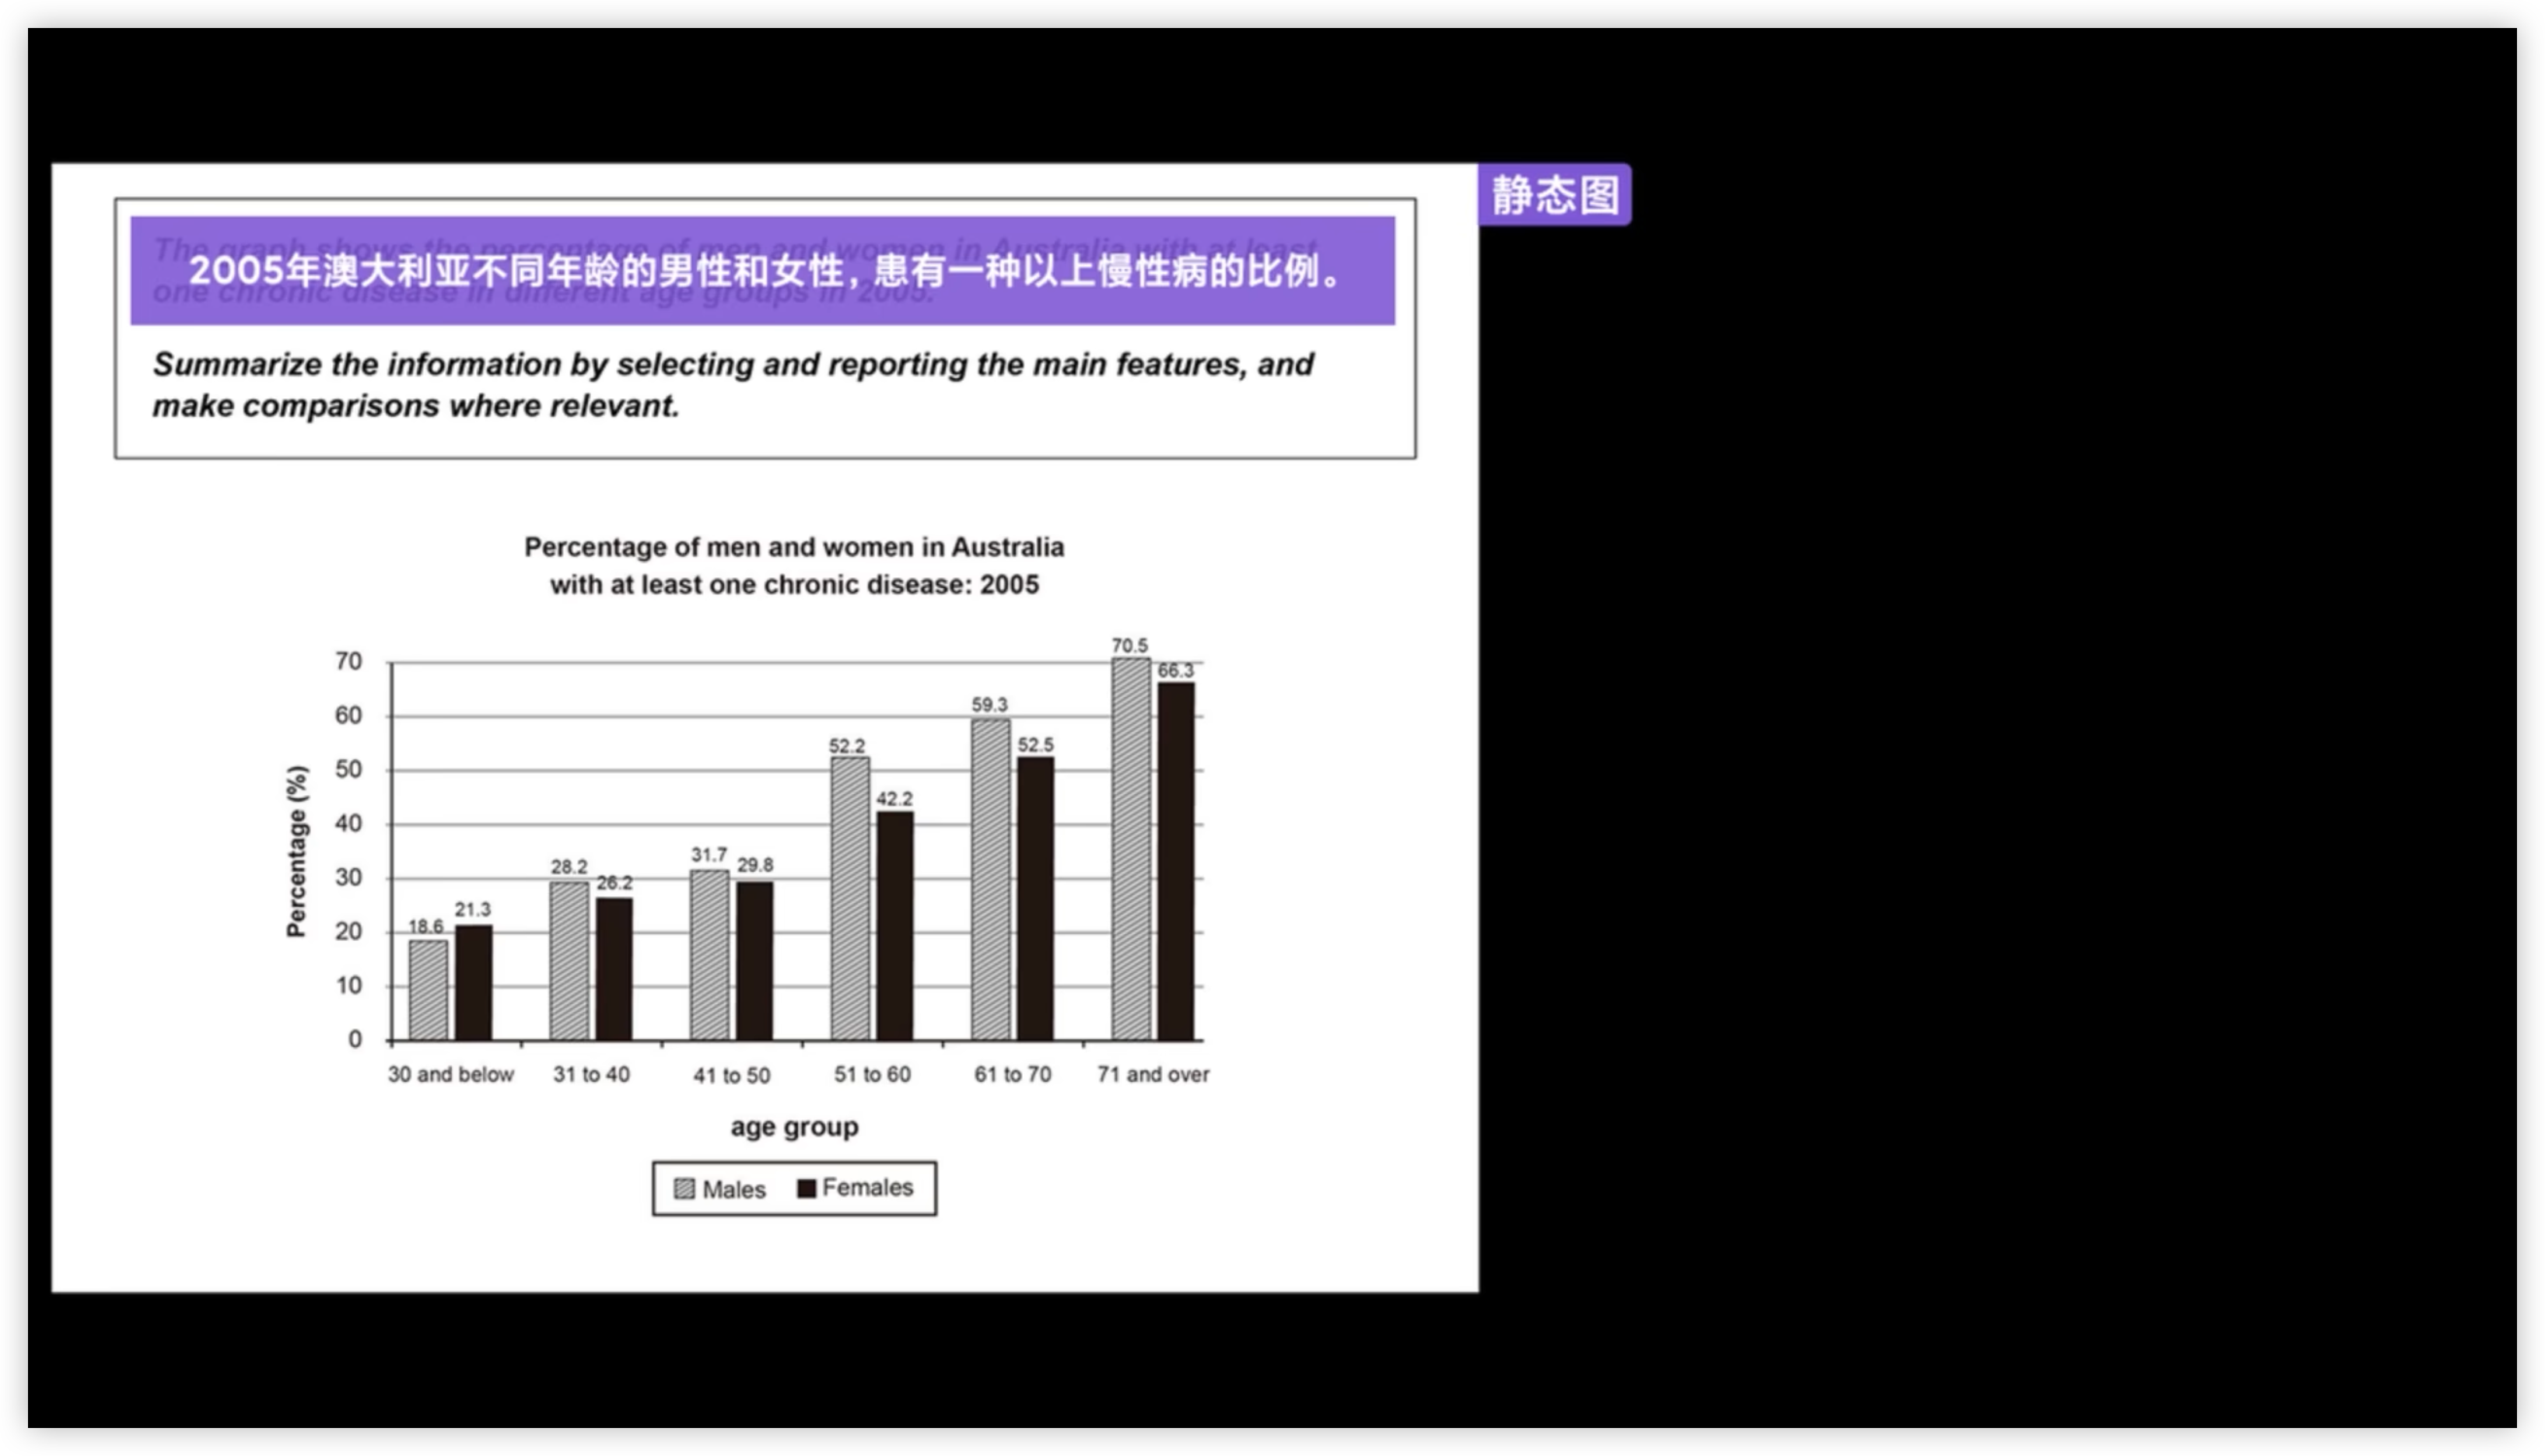 静态图
The graph shows the percentage of men and women in Australia with at least
2005年澳大利亚不同年龄的男性和女性，患有一种以上慢性病的比例。
one chronic disease in different age groups in 2005.
Summarize the information by selecting and reporting the main features, and
make comparisons where relevant.
Percentage of men and women in Australia
with at least one chronic disease: 2005
Percentage (%)
70
60
50
40
30
20
10
0
18.6
21.3
28.2
26.2
31.7
29.8
52.2
42.2
59.3
52.5
70.5
66.3
30 and below
31 to 40
41 to 50
51 to 60
61 to 70
71 and over
age group
Males
Females